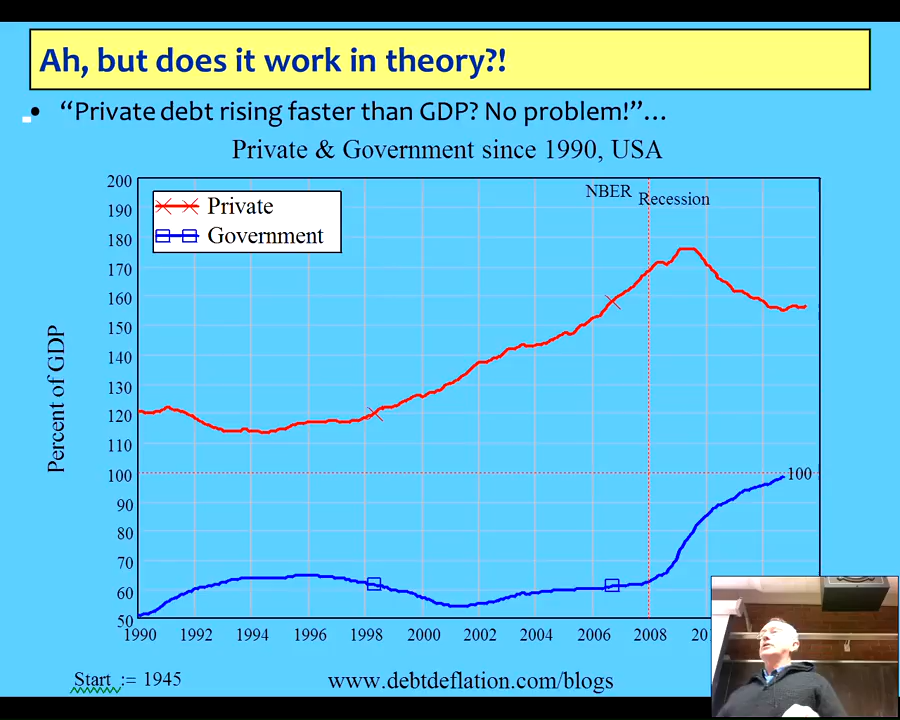 Ah, but does it work in theory?!
• “Private debt rising faster than GDP? No problem!”…
Private & Government since 1990, USA
NBER Recession
Private
Government
Percent of GDP
200
190
180
170
160
150
140
130
120
110
100
90
80
70
60
50
100
1990 1992 1994 1996 1998 2000 2002 2004 2006 2008
Start := 1945
www.debtdeflation.com/blogs